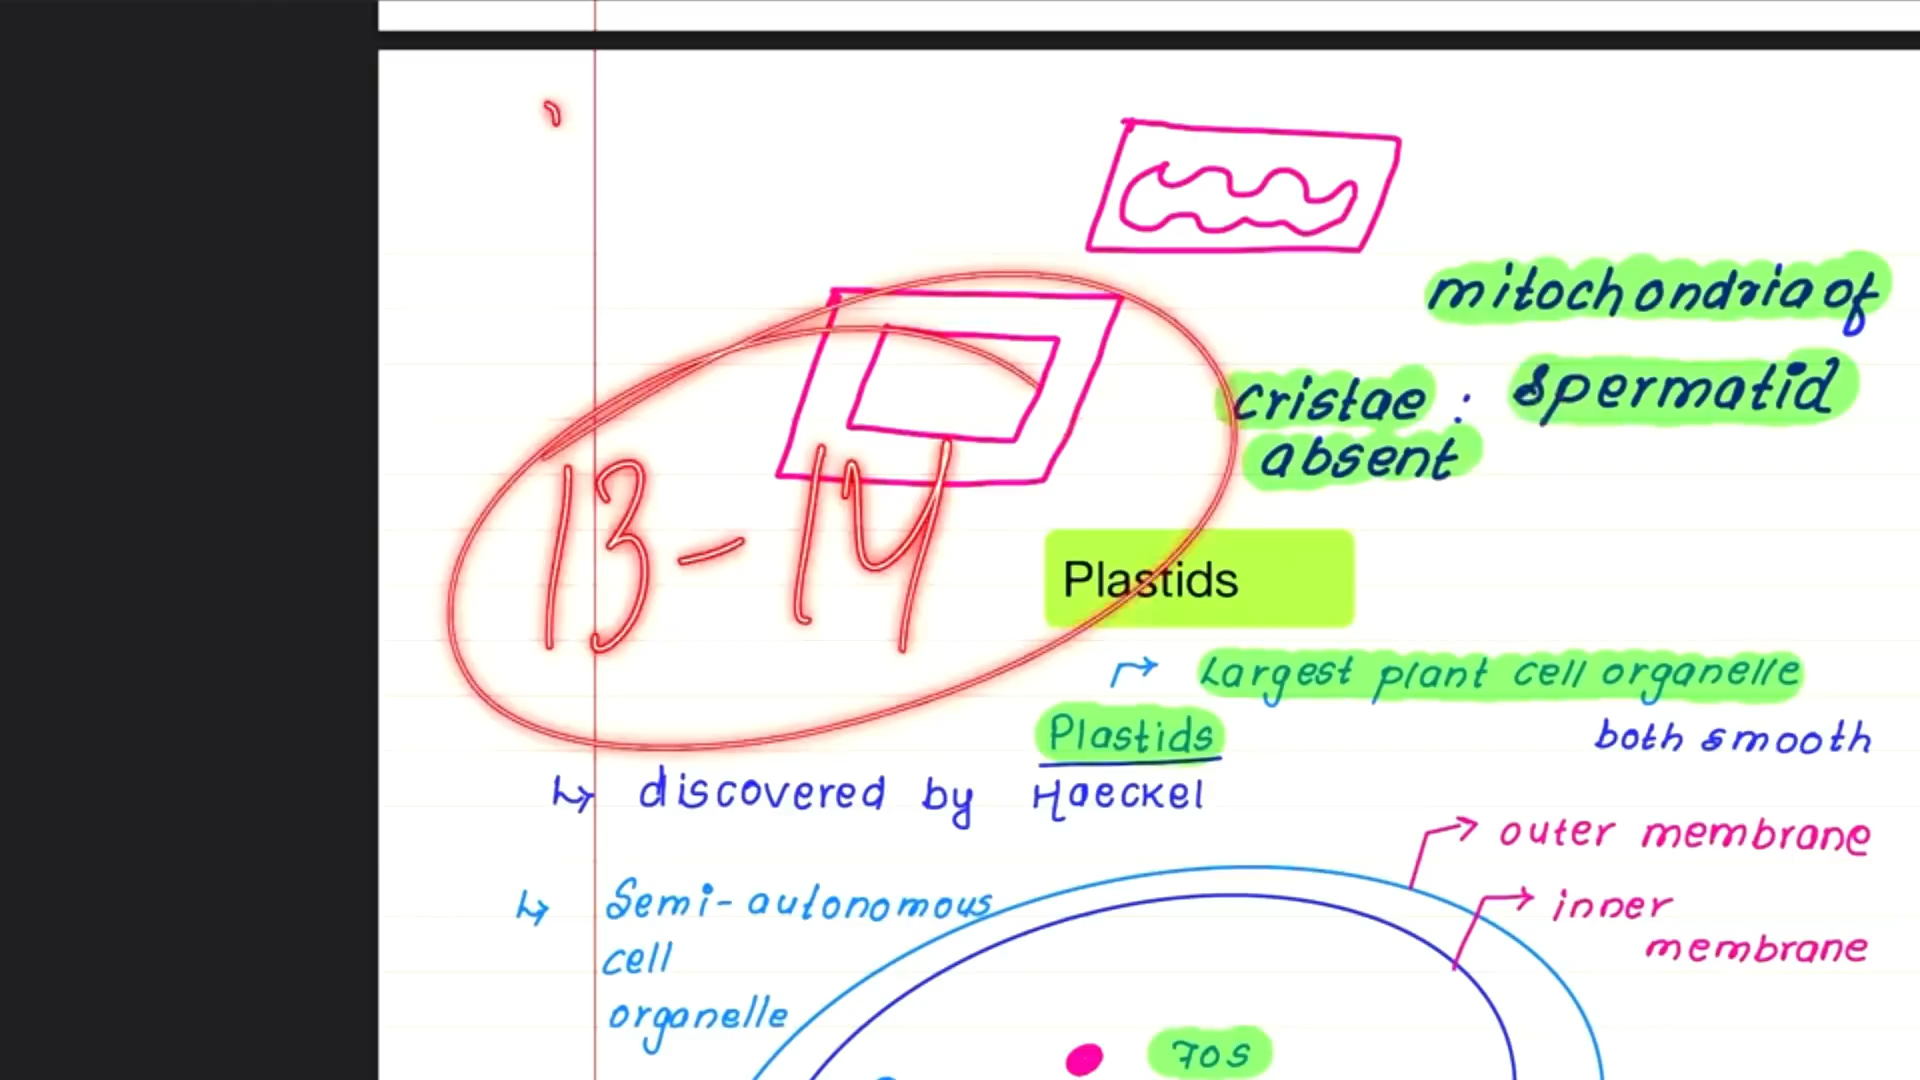 mitochondria of
cristae : spermatid
absent
13-14
Plastids
↱ Largest plant cell organelle
Plastids
both smooth
↳ discovered by Haeckel
outer membrane
↳ Semi-autonomous
cell
organelle
inner
membrane
70s